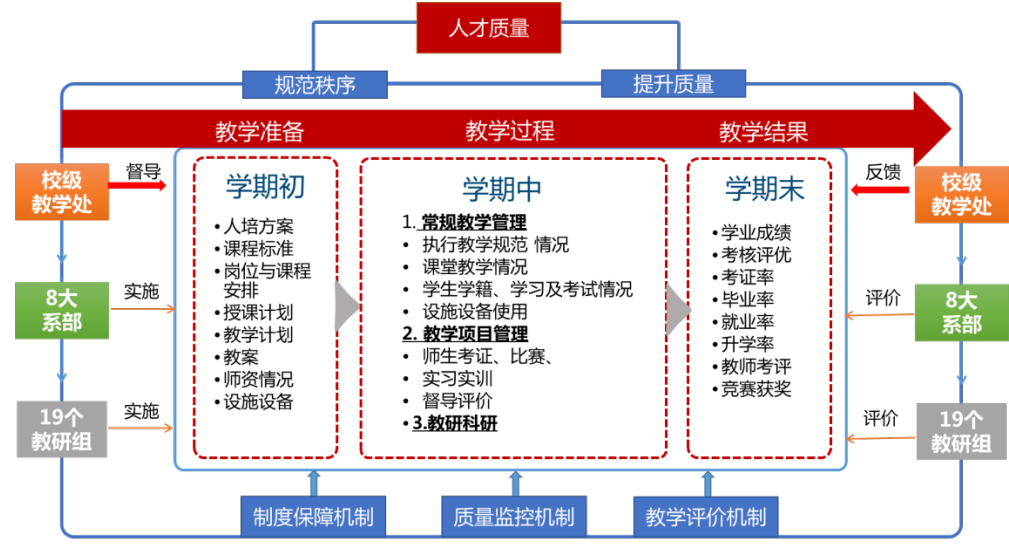 人才质量
规范秩序
提升质量
教学准备
教学过程
教学结果
校级
教学处
督导
8大
系部
实施
19个
教研组
实施
学期初
•人培方案
•课程标准
•岗位与课程
安排
•授课计划
•教学计划
•教案
•师资情况
•设施设备
学期中
1. 常规教学管理
• 执行教学规范 情况
• 课堂教学情况
• 学生学籍、学习及考试情况
• 设施设备使用
2. 教学项目管理
• 师生考证、比赛、
• 实习实训
• 督导评价
• 3.教研科研
学期末
•学业成绩
•考核评优
•考证率
•毕业率
•就业率
•升学率
•教师考评
•竞赛获奖
反馈
校级
教学处
评价
8大
系部
评价
19个
教研组
制度保障机制
质量监控机制
教学评价机制